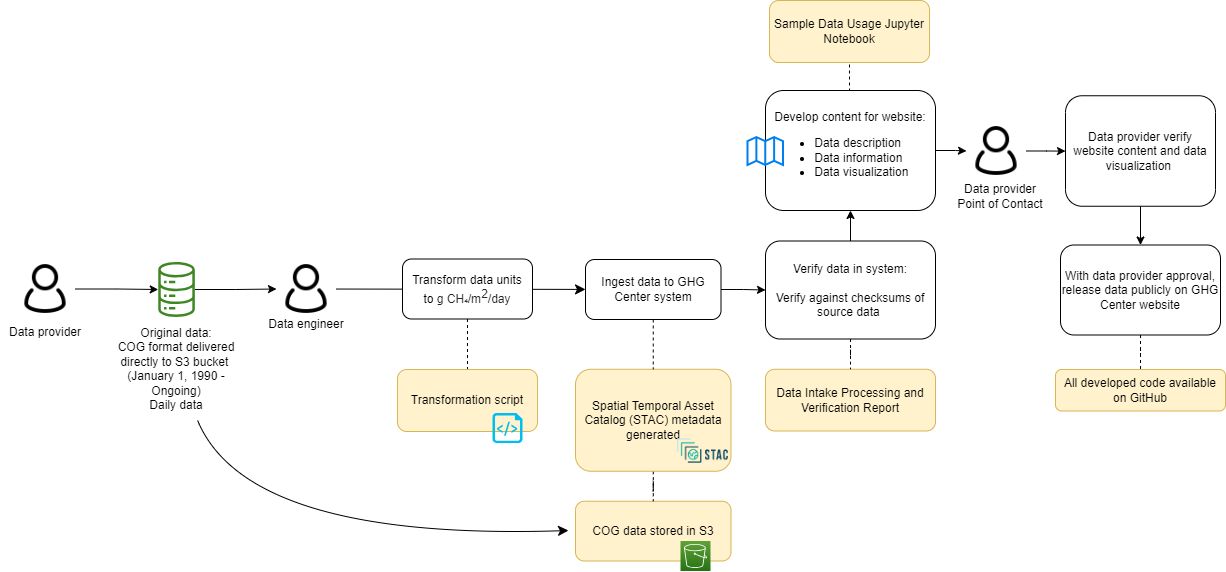 Sample Data Usage Jupyter
Notebook
Develop content for website:
• Data description
• Data information
• Data visualization
Data provider
Point of Contact
Data provider verify
website content and data
visualization
Data provider
Original data:
COG format delivered
directly to S3 bucket
(January 1, 1990 -
Ongoing)
Daily data
Data engineer
Transform data units
to g CH₄/m²/day
Ingest data to GHG
Center system
Verify data in system:
Verify against checksums of
source data
With data provider approval,
release data publicly on GHG
Center website
Transformation script
</>
Spatial Temporal Asset
Catalog (STAC) metadata
generated
STAC
Data Intake Processing and
Verification Report
All developed code available
on GitHub
COG data stored in S3